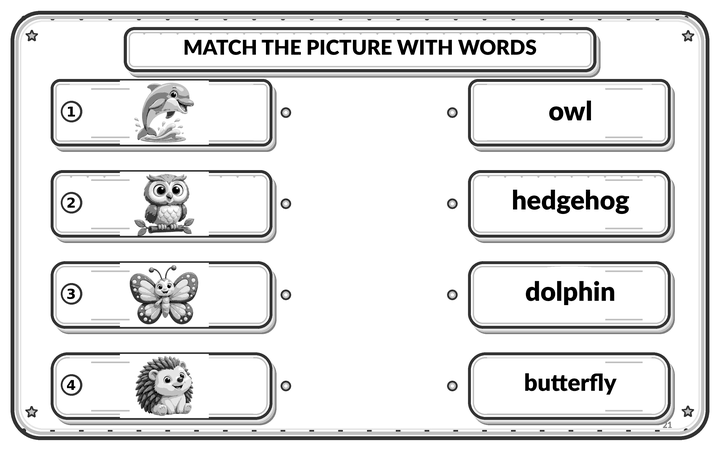 MATCH THE PICTURE WITH WORDS
1
owl
2
hedgehog
3
dolphin
4
butterfly
21